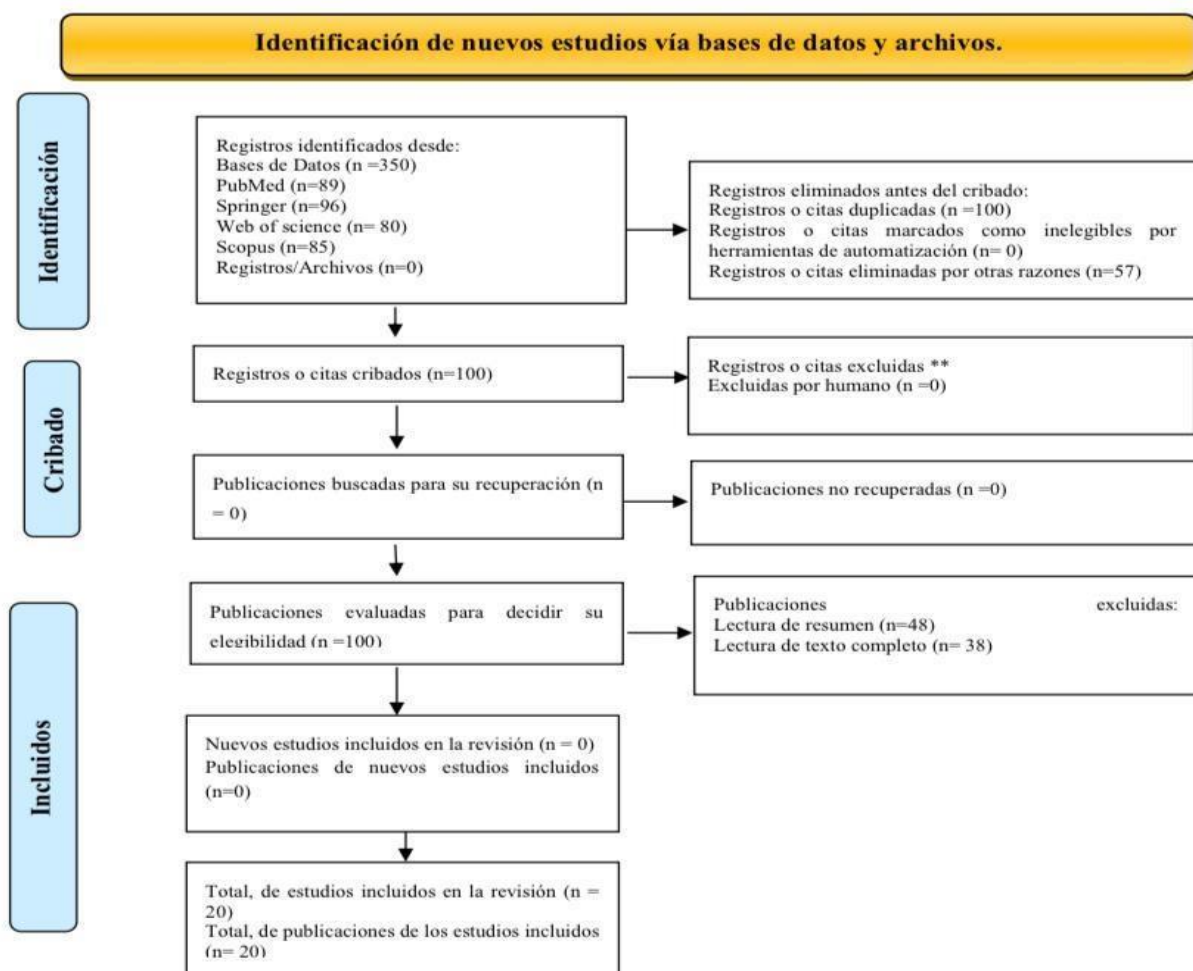 Identificación de nuevos estudios vía bases de datos y archivos.
Identificación
Registros identificados desde:
Bases de Datos (n =350)
PubMed (n=89)
Springer (n=96)
Web of science (n= 80)
Scopus (n=85)
Registros/Archivos (n=0)
Registros eliminados antes del cribado:
Registros o citas duplicadas (n =100)
Registros o citas marcados como inelegibles por
herramientas de automatización (n= 0)
Registros o citas eliminadas por otras razones (n=57)
Cribado
Registros o citas cribados (n=100)
Registros o citas excluidas **
Excluidas por humano (n =0)
Publicaciones buscadas para su recuperación (n
= 0)
Publicaciones no recuperadas (n =0)
Incluidos
Publicaciones evaluadas para decidir su
elegibilidad (n =100)
Publicaciones excluidas:
Lectura de resumen (n=48)
Lectura de texto completo (n= 38)
Nuevos estudios incluidos en la revisión (n = 0)
Publicaciones de nuevos estudios incluidos
(n=0)
Total, de estudios incluidos en la revisión (n =
20)
Total, de publicaciones de los estudios incluidos
(n= 20)